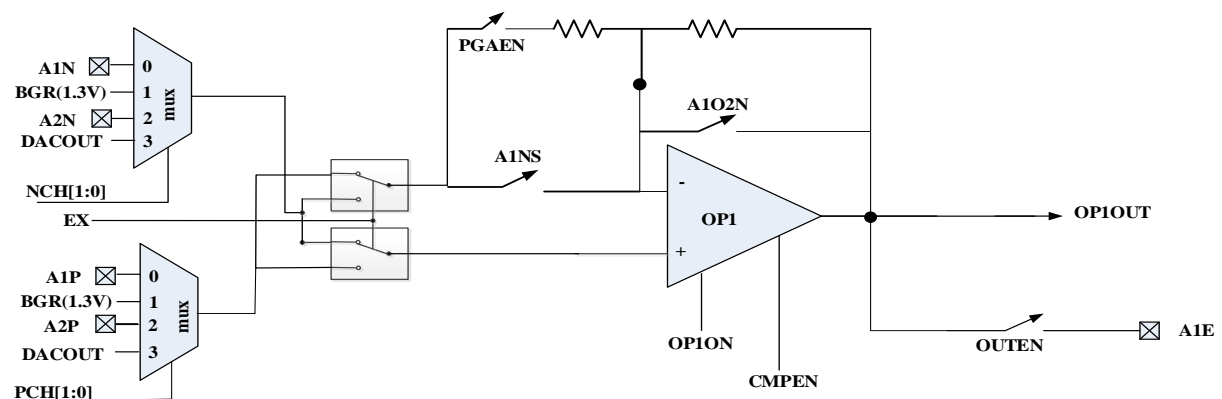 PGAEN
A1N
0
BGR(1.3V)
1
mux
A2N
2
DACOUT
3
A1O2N
A1NS
NCH[1:0]
EX
-
OP1
+
OP1OUT
A1P
0
BGR(1.3V)
1
mux
A2P
2
DACOUT
3
OP1ON
OUTEN
A1E
CMPEN
PCH[1:0]